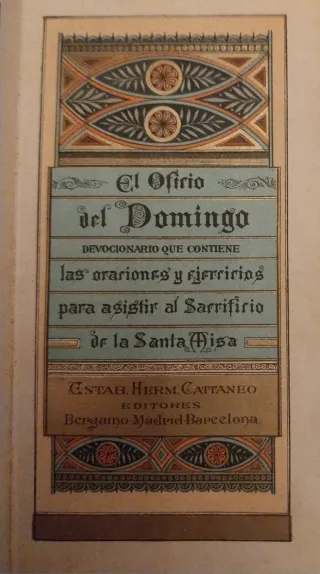 El Oficio
del Domingo
DEVOCIONARIO QUE CONTIENE
las oraciones y ejercicios
para asistir al Sacrificio
de la Santa Misa
ESTAB. HERM. CATTANEO
EDITORES
Bergamo-Madrid-Barcelona.